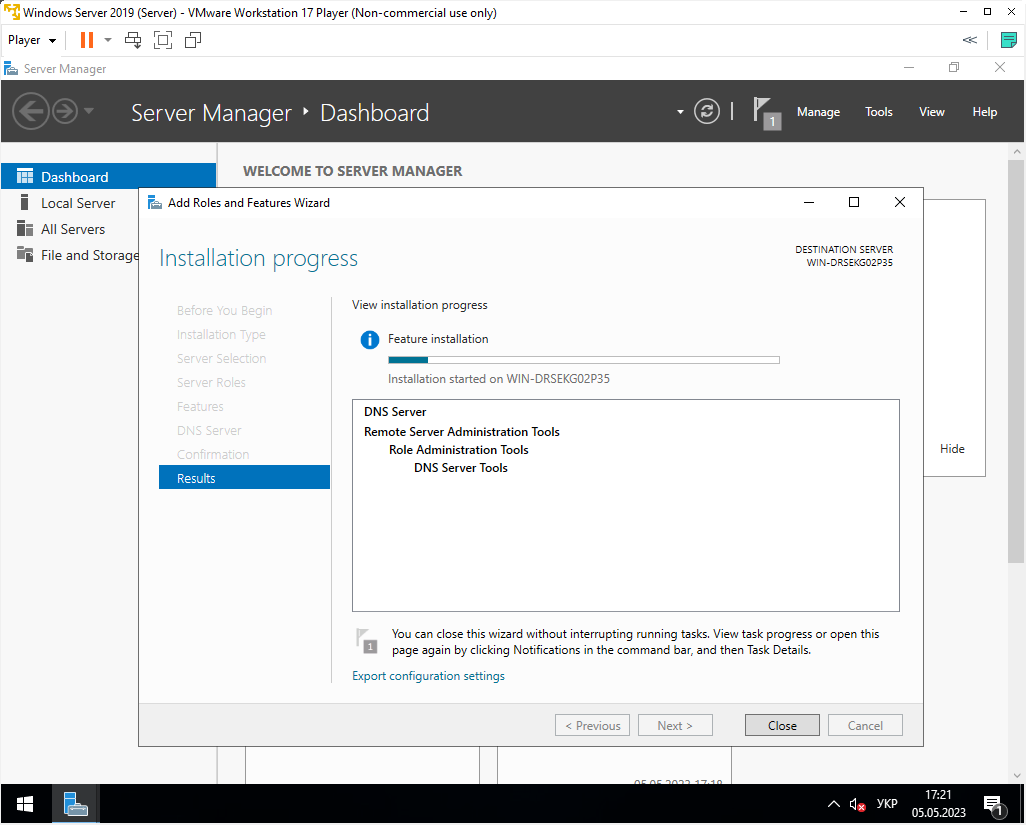 Windows Server 2019 (Server) - VMware Workstation 17 Player (Non-commercial use only)
Player
Server Manager
Server Manager Dashboard
1
Manage Tools View Help
Dashboard
Local Server
All Servers
File and Storage
WELCOME TO SERVER MANAGER
Add Roles and Features Wizard
Installation progress
DESTINATION SERVER
WIN-DRSEKG02P35
Before You Begin
Installation Type
Server Selection
Server Roles
Features
DNS Server
Confirmation
Results
View installation progress
Feature installation
Installation started on WIN-DRSEKG02P35
DNS Server
Remote Server Administration Tools
Role Administration Tools
DNS Server Tools
1
You can close this wizard without interrupting running tasks. View task progress or open this
page again by clicking Notifications in the command bar, and then Task Details.
Export configuration settings
< Previous Next > Close Cancel
Hide
05.05.2023 17:18
УКР
17:21
05.05.2023
1